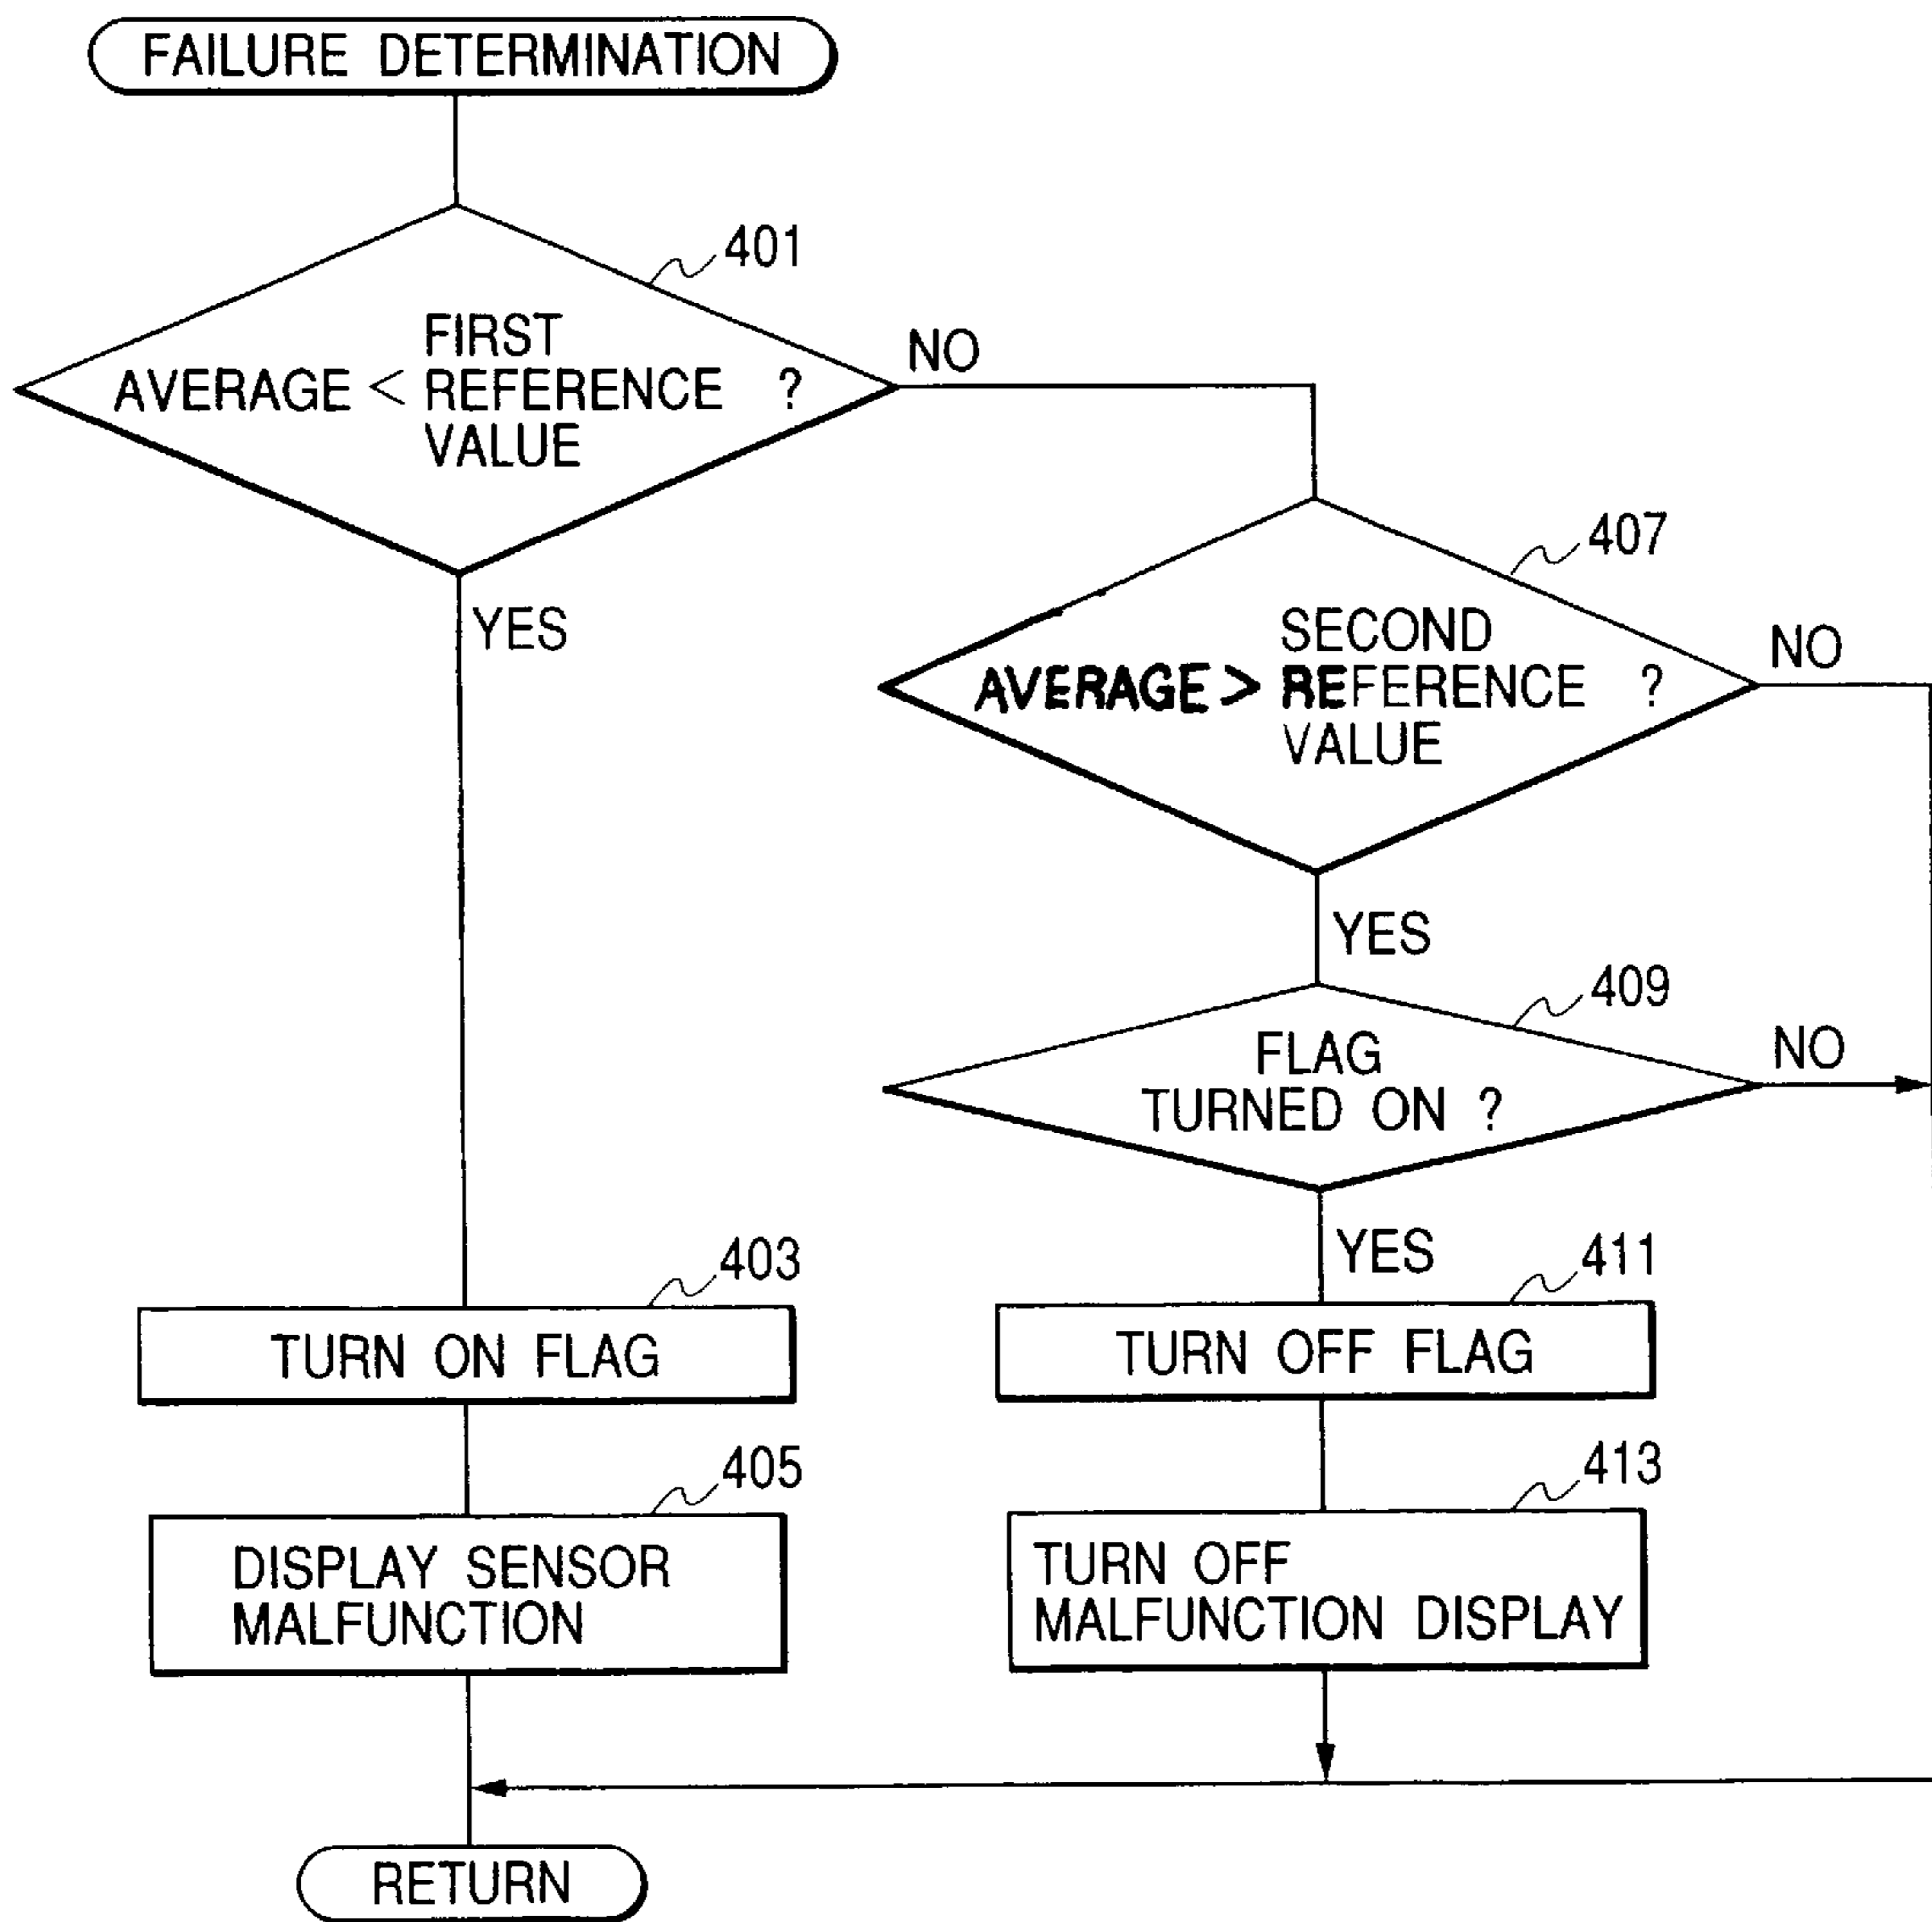 FAILURE DETERMINATION
401
FIRST
AVERAGE < REFERENCE ?
VALUE
NO
YES
407
SECOND
AVERAGE > REFERENCE ?
VALUE
NO
YES
409
FLAG
TURNED ON ?
NO
YES
403
TURN ON FLAG
411
TURN OFF FLAG
405
DISPLAY SENSOR
MALFUNCTION
413
TURN OFF
MALFUNCTION DISPLAY
RETURN